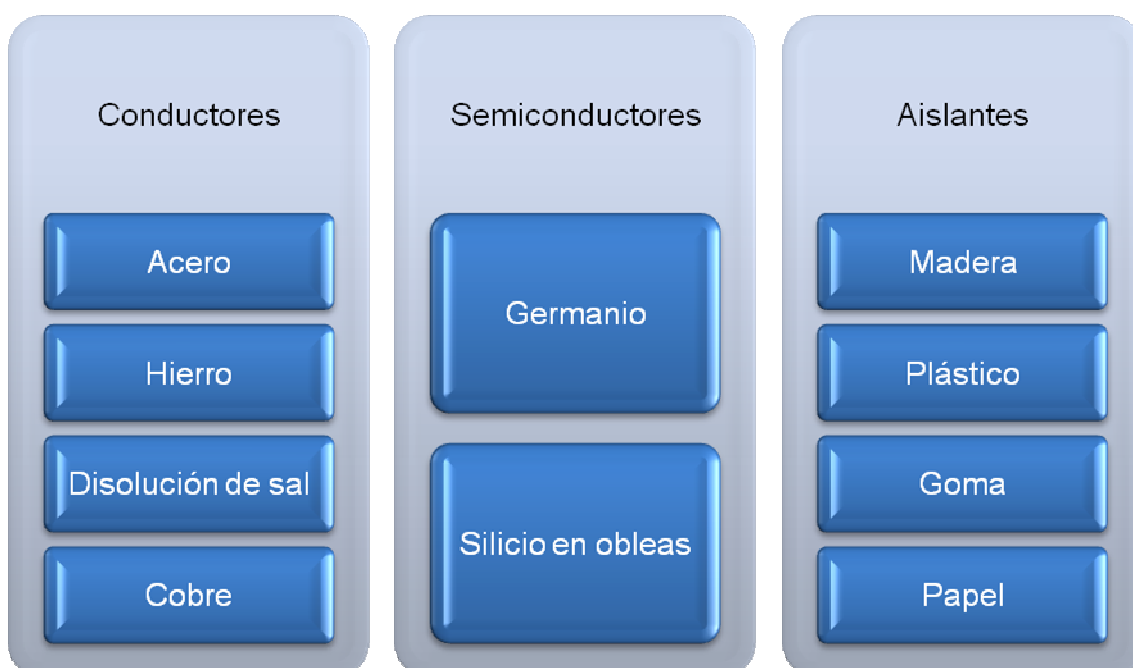 Conductores
Acero
Hierro
Disolución de sal
Cobre
Semiconductores
Germanio
Silicio en obleas
Aislantes
Madera
Plástico
Goma
Papel